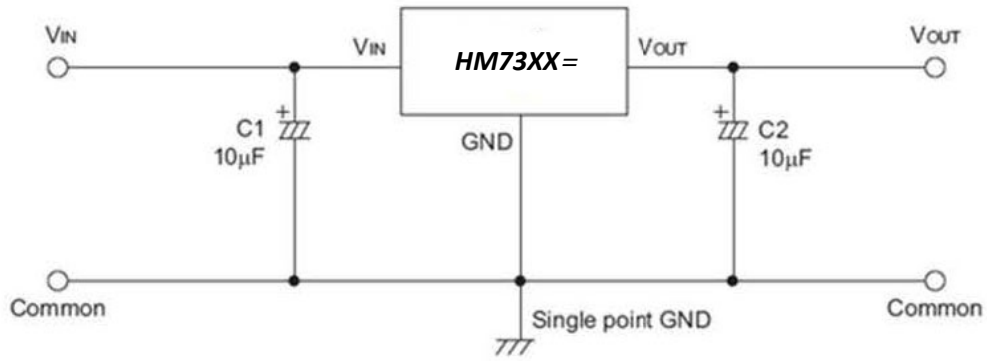 VIN
VIN
HM73XX=
VOUT
VOUT
+
C1
10μF
GND
+
C2
10μF
Common
Single point GND
Common